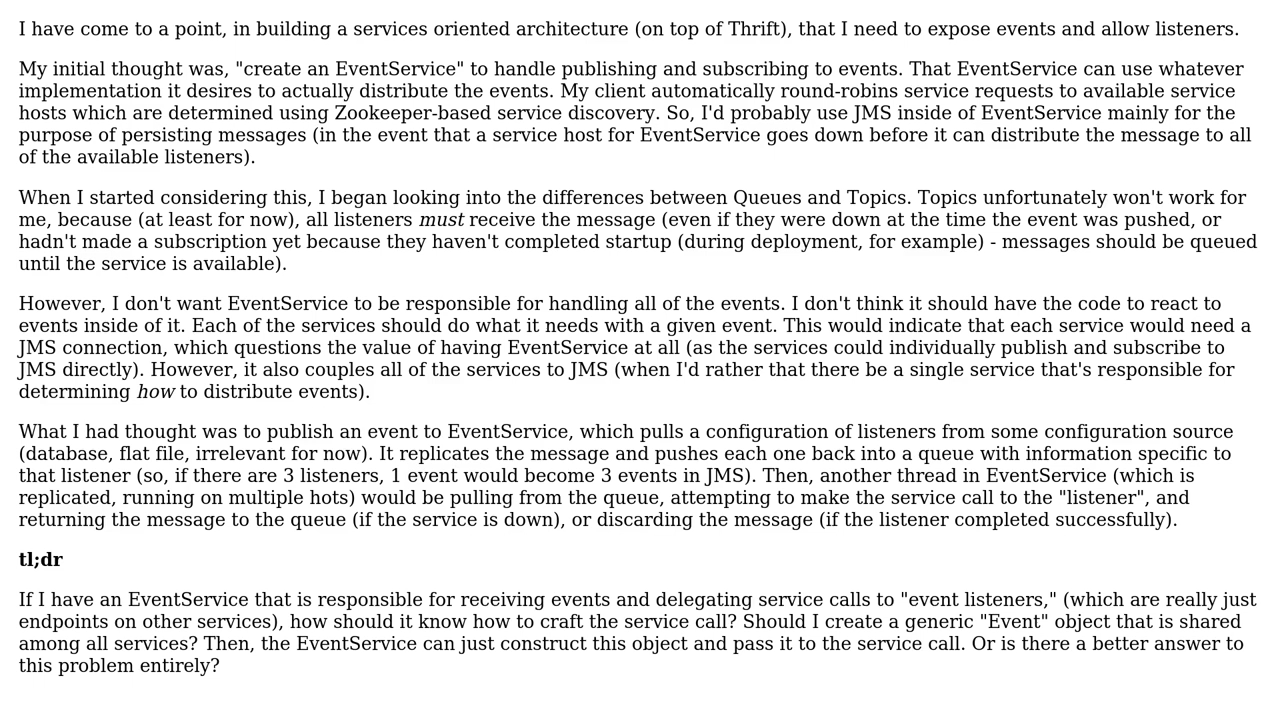 I have come to a point, in building a services oriented architecture (on top of Thrift), that I need to expose events and allow listeners.
My initial thought was, "create an EventService" to handle publishing and subscribing to events. That EventService can use whatever
implementation it desires to actually distribute the events. My client automatically round-robins service requests to available service
hosts which are determined using Zookeeper-based service discovery. So, I'd probably use JMS inside of EventService mainly for the
purpose of persisting messages (in the event that a service host for EventService goes down before it can distribute the message to all
of the available listeners).
When I started considering this, I began looking into the differences between Queues and Topics. Topics unfortunately won't work for
me, because (at least for now), all listeners must receive the message (even if they were down at the time the event was pushed, or
hadn't made a subscription yet because they haven't completed startup (during deployment, for example) - messages should be queued
until the service is available).
However, I don't want EventService to be responsible for handling all of the events. I don't think it should have the code to react to
events inside of it. Each of the services should do what it needs with a given event. This would indicate that each service would need a
JMS connection, which questions the value of having EventService at all (as the services could individually publish and subscribe to
JMS directly). However, it also couples all of the services to JMS (when I'd rather that there be a single service that's responsible for
determining how to distribute events).
What I had thought was to publish an event to EventService, which pulls a configuration of listeners from some configuration source
(database, flat file, irrelevant for now). It replicates the message and pushes each one back into a queue with information specific to
that listener (so, if there are 3 listeners, 1 event would become 3 events in JMS). Then, another thread in EventService (which is
replicated, running on multiple hots) would be pulling from the queue, attempting to make the service call to the "listener", and
returning the message to the queue (if the service is down), or discarding the message (if the listener completed successfully).
tl;dr
If I have an EventService that is responsible for receiving events and delegating service calls to "event listeners," (which are really just
endpoints on other services), how should it know how to craft the service call? Should I create a generic "Event" object that is shared
among all services? Then, the EventService can just construct this object and pass it to the service call. Or is there a better answer to
this problem entirely?